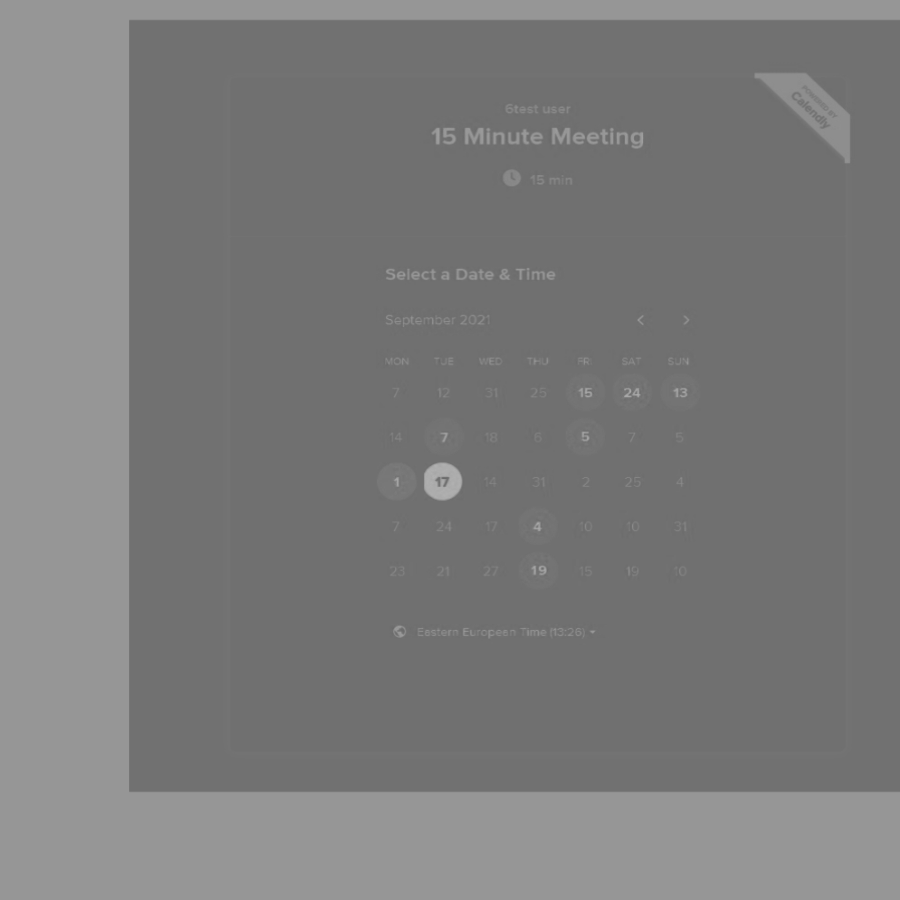 POWERED BY
Calendly
6test user
15 Minute Meeting
15 min
Select a Date & Time
September 2021
MON TUE WED THU FRI SAT SUN
7 12 31 25 15 24 13
14 7 18 6 5 7 5
1 17 14 31 2 25 4
7 24 17 4 10 10 31
23 21 27 19 15 19 10
Eestern Europeen Time (13:26)